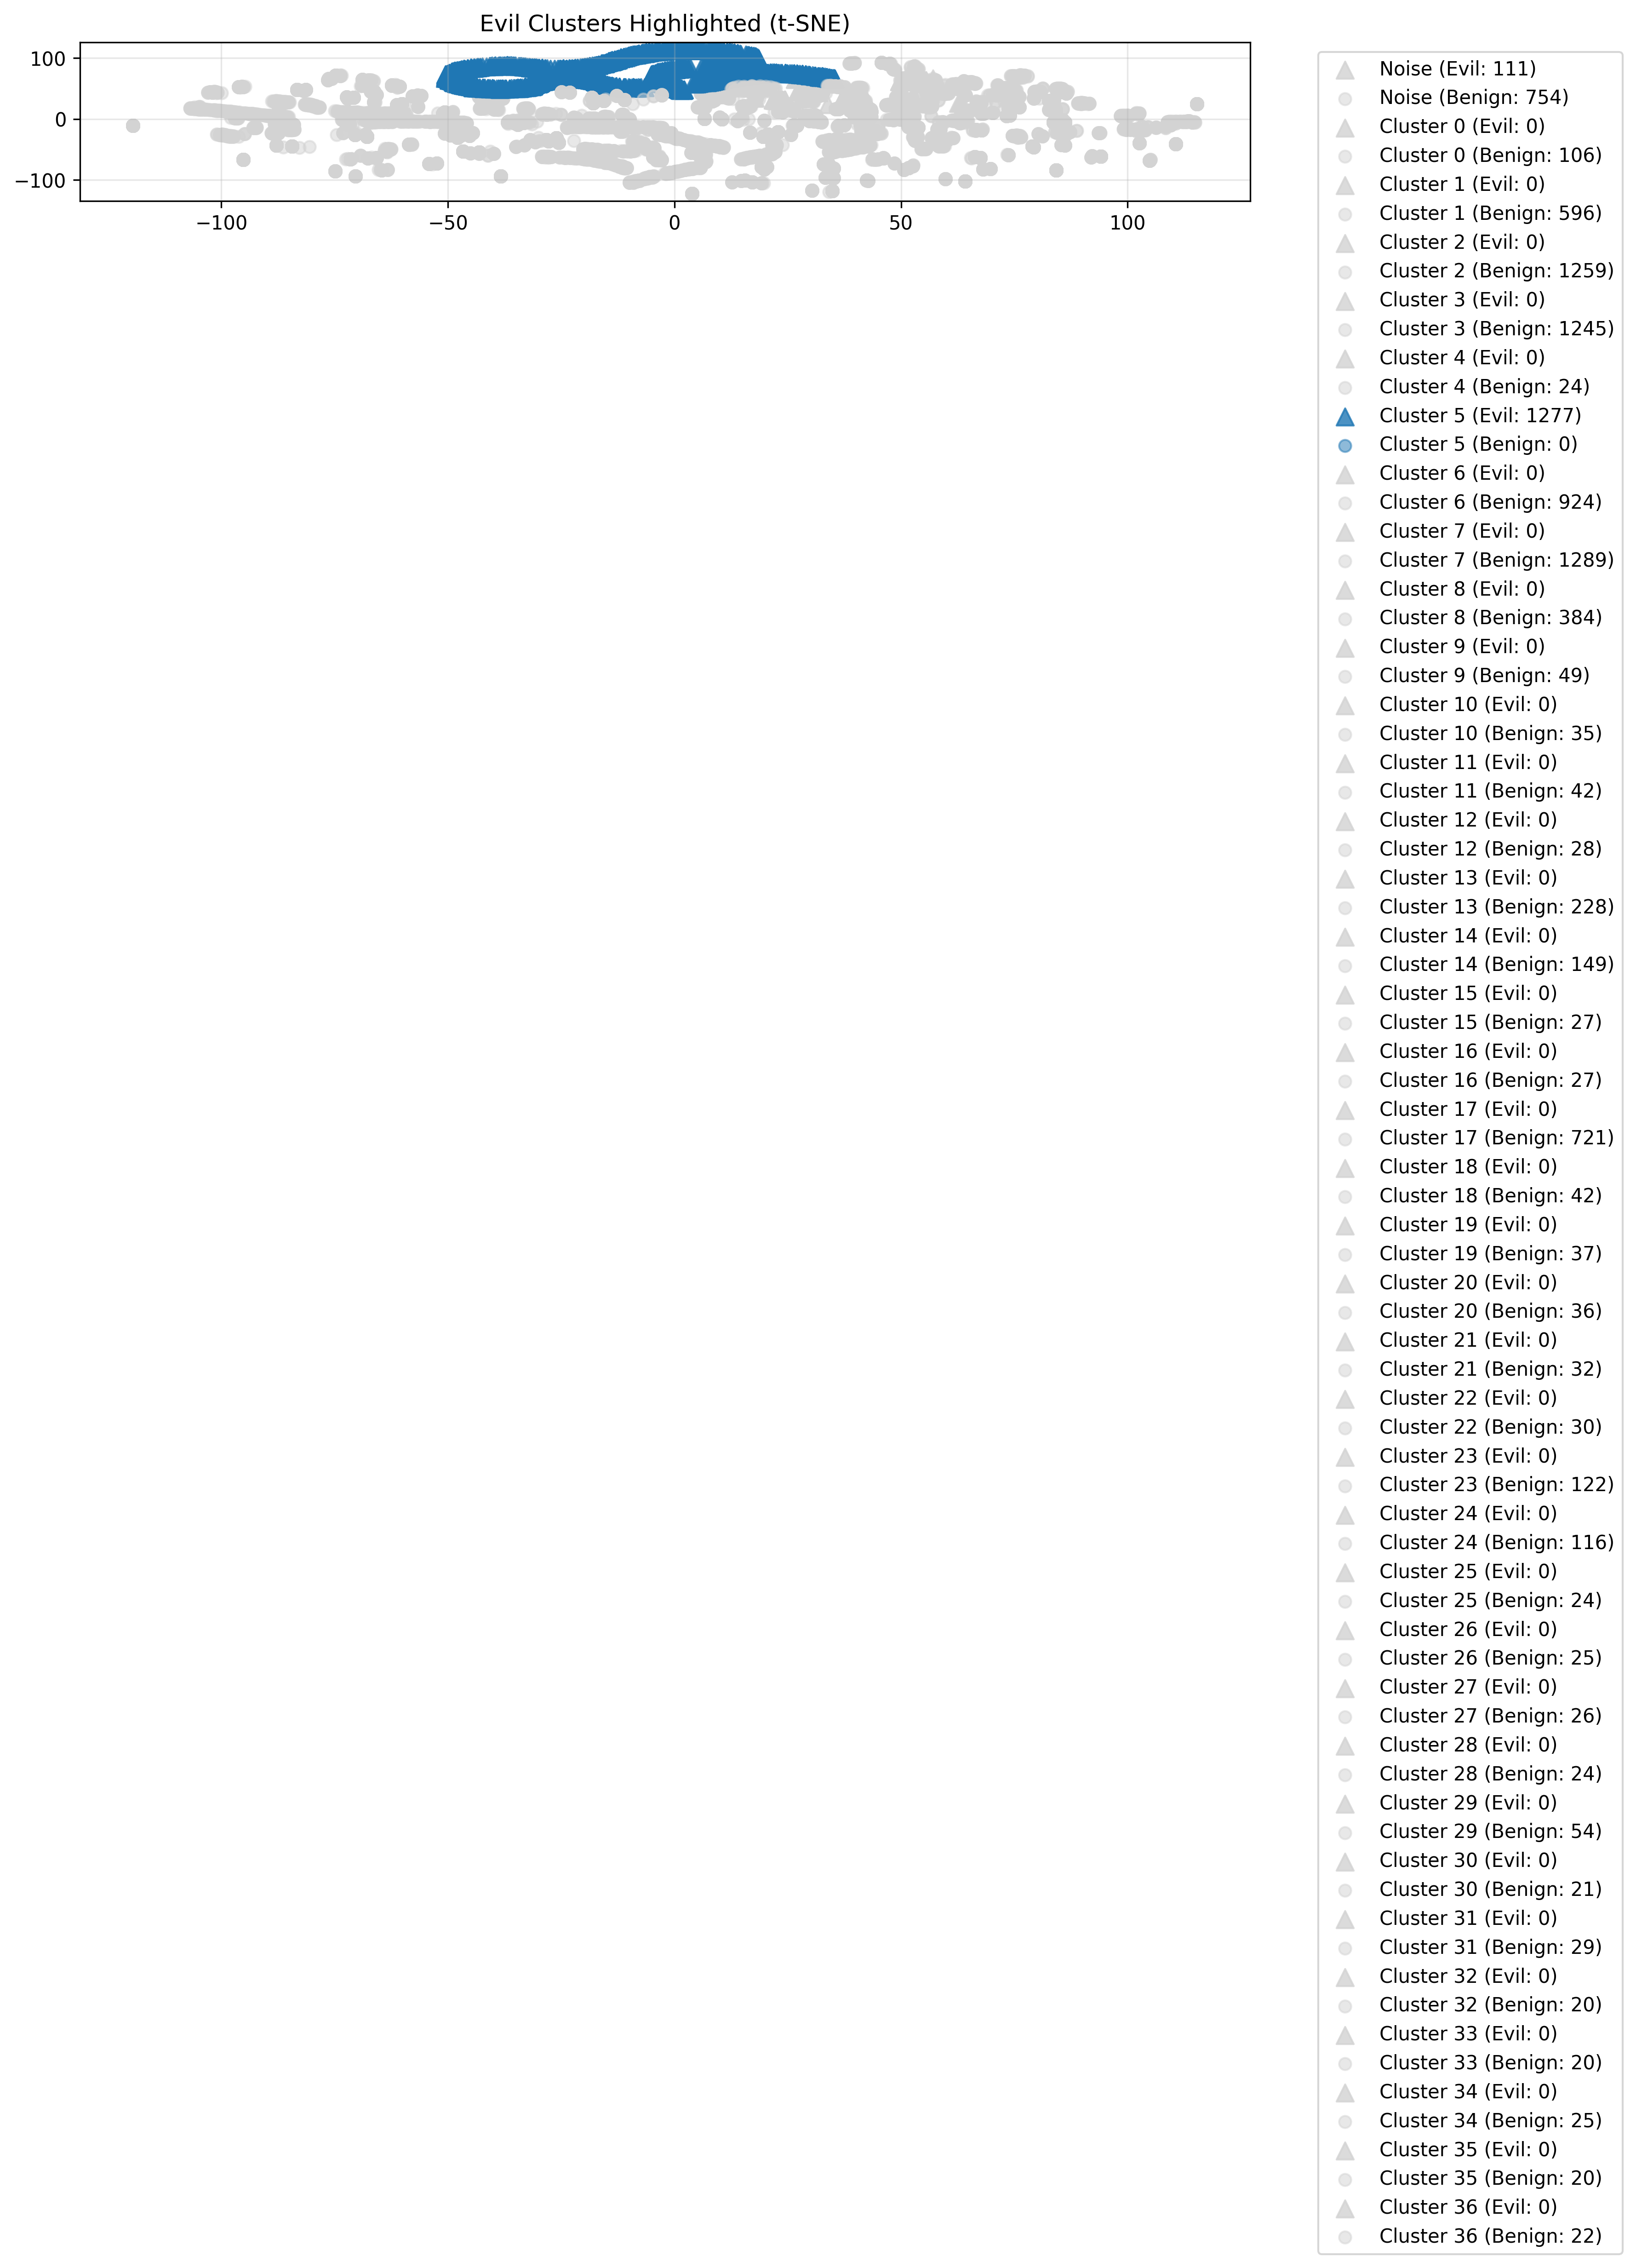 Evil Clusters Highlighted (t-SNE)
100
0
−100
−100
−50
0
50
100
Noise (Evil: 111)
Noise (Benign: 754)
Cluster 0 (Evil: 0)
Cluster 0 (Benign: 106)
Cluster 1 (Evil: 0)
Cluster 1 (Benign: 596)
Cluster 2 (Evil: 0)
Cluster 2 (Benign: 1259)
Cluster 3 (Evil: 0)
Cluster 3 (Benign: 1245)
Cluster 4 (Evil: 0)
Cluster 4 (Benign: 24)
Cluster 5 (Evil: 1277)
Cluster 5 (Benign: 0)
Cluster 6 (Evil: 0)
Cluster 6 (Benign: 924)
Cluster 7 (Evil: 0)
Cluster 7 (Benign: 1289)
Cluster 8 (Evil: 0)
Cluster 8 (Benign: 384)
Cluster 9 (Evil: 0)
Cluster 9 (Benign: 49)
Cluster 10 (Evil: 0)
Cluster 10 (Benign: 35)
Cluster 11 (Evil: 0)
Cluster 11 (Benign: 42)
Cluster 12 (Evil: 0)
Cluster 12 (Benign: 28)
Cluster 13 (Evil: 0)
Cluster 13 (Benign: 228)
Cluster 14 (Evil: 0)
Cluster 14 (Benign: 149)
Cluster 15 (Evil: 0)
Cluster 15 (Benign: 27)
Cluster 16 (Evil: 0)
Cluster 16 (Benign: 27)
Cluster 17 (Evil: 0)
Cluster 17 (Benign: 721)
Cluster 18 (Evil: 0)
Cluster 18 (Benign: 42)
Cluster 19 (Evil: 0)
Cluster 19 (Benign: 37)
Cluster 20 (Evil: 0)
Cluster 20 (Benign: 36)
Cluster 21 (Evil: 0)
Cluster 21 (Benign: 32)
Cluster 22 (Evil: 0)
Cluster 22 (Benign: 30)
Cluster 23 (Evil: 0)
Cluster 23 (Benign: 122)
Cluster 24 (Evil: 0)
Cluster 24 (Benign: 116)
Cluster 25 (Evil: 0)
Cluster 25 (Benign: 24)
Cluster 26 (Evil: 0)
Cluster 26 (Benign: 25)
Cluster 27 (Evil: 0)
Cluster 27 (Benign: 26)
Cluster 28 (Evil: 0)
Cluster 28 (Benign: 24)
Cluster 29 (Evil: 0)
Cluster 29 (Benign: 54)
Cluster 30 (Evil: 0)
Cluster 30 (Benign: 21)
Cluster 31 (Evil: 0)
Cluster 31 (Benign: 29)
Cluster 32 (Evil: 0)
Cluster 32 (Benign: 20)
Cluster 33 (Evil: 0)
Cluster 33 (Benign: 20)
Cluster 34 (Evil: 0)
Cluster 34 (Benign: 25)
Cluster 35 (Evil: 0)
Cluster 35 (Benign: 20)
Cluster 36 (Evil: 0)
Cluster 36 (Benign: 22)